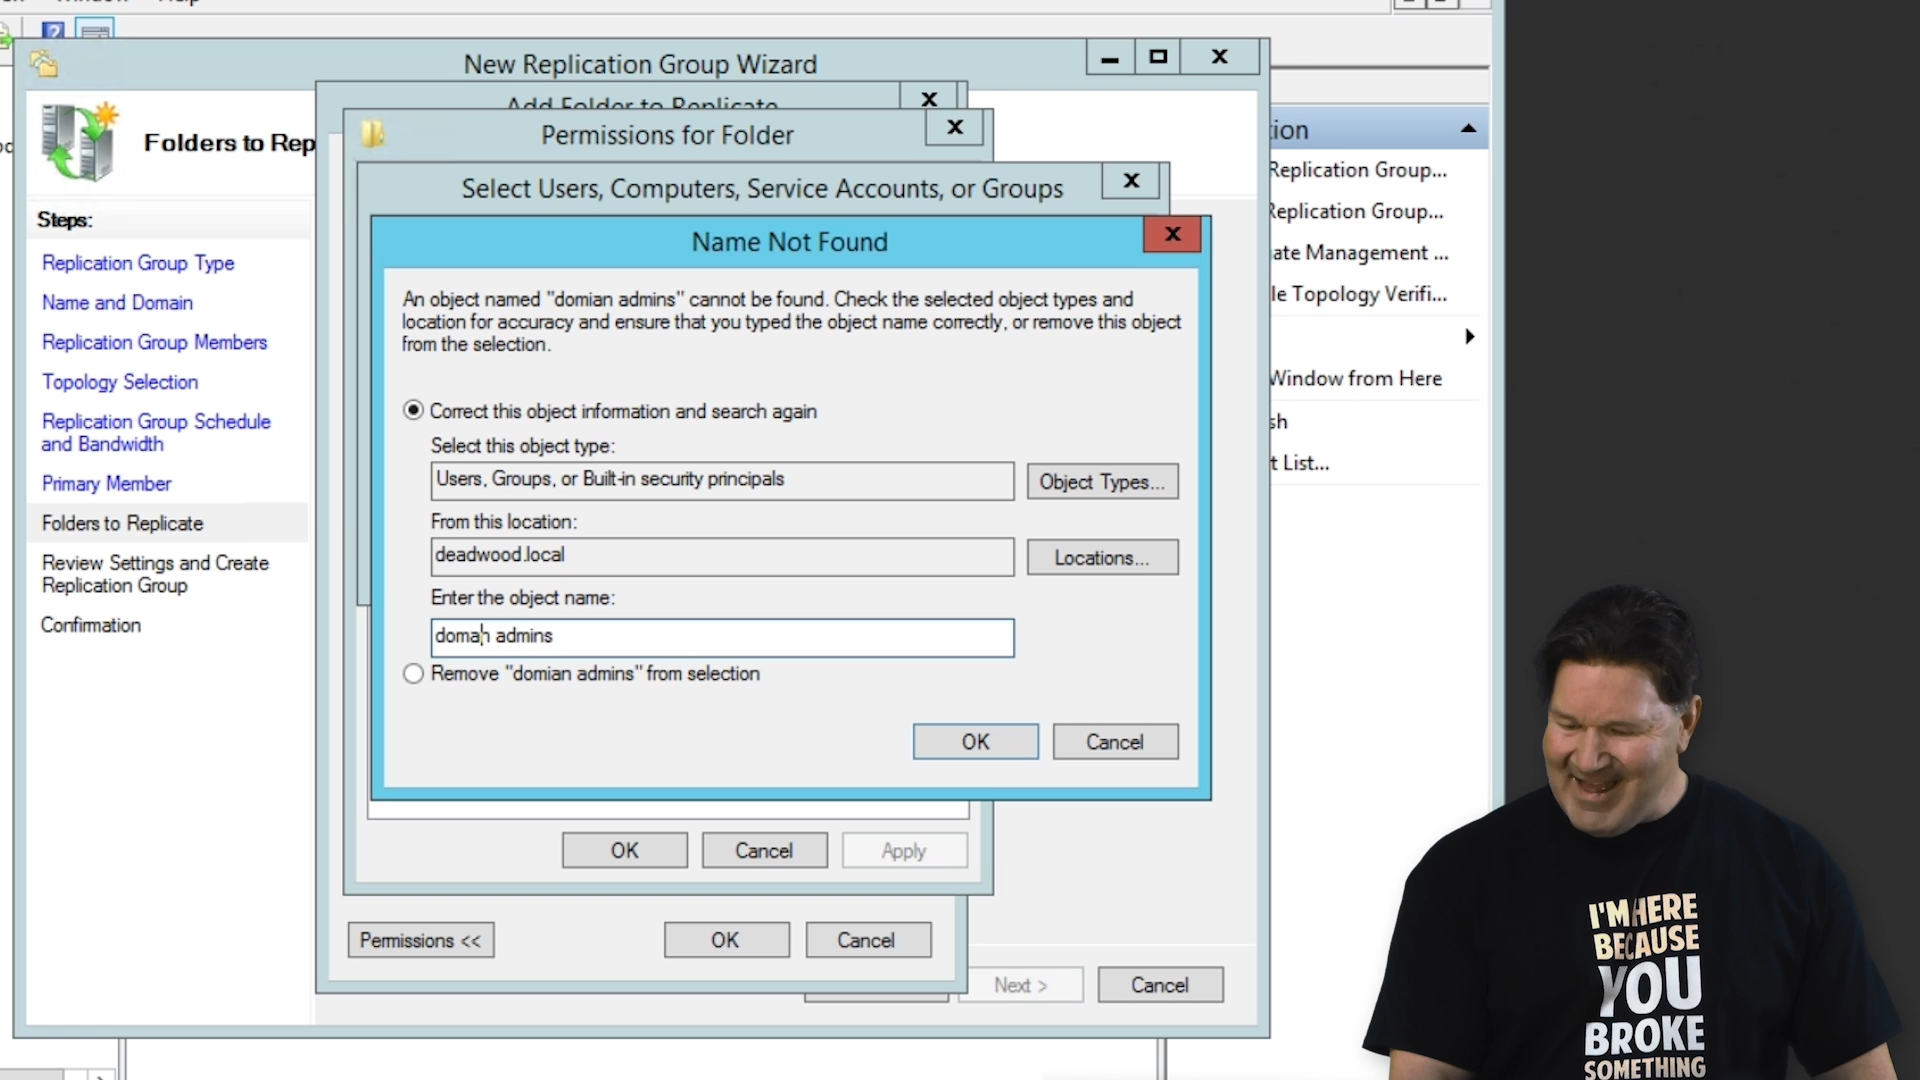 Help
New Replication Group Wizard
Add Folder to Replicate
X
Permissions for Folder
X
Select Users, Computers, Service Accounts, or Groups
X
Name Not Found
X
Folders to Rep
Steps:
Replication Group Type
Name and Domain
Replication Group Members
Topology Selection
Replication Group Schedule
and Bandwidth
Primary Member
Folders to Replicate
Review Settings and Create
Replication Group
Confirmation
An object named "domian admins" cannot be found. Check the selected object types and
location for accuracy and ensure that you typed the object name correctly, or remove this object
from the selection.
Correct this object information and search again
Select this object type:
Users, Groups, or Built-in security principals
Object Types...
From this location:
deadwood.local
Locations...
Enter the object name:
doman admins
Remove "domian admins" from selection
OK
Cancel
OK
Cancel
Apply
Permissions <<
OK
Cancel
Next >
Cancel
tion
Replication Group...
Replication Group...
ate Management ...
le Topology Verifi...
Window from Here
sh
t List...
I'M HERE
BECAUSE
YOU
BROKE
SOMETHING